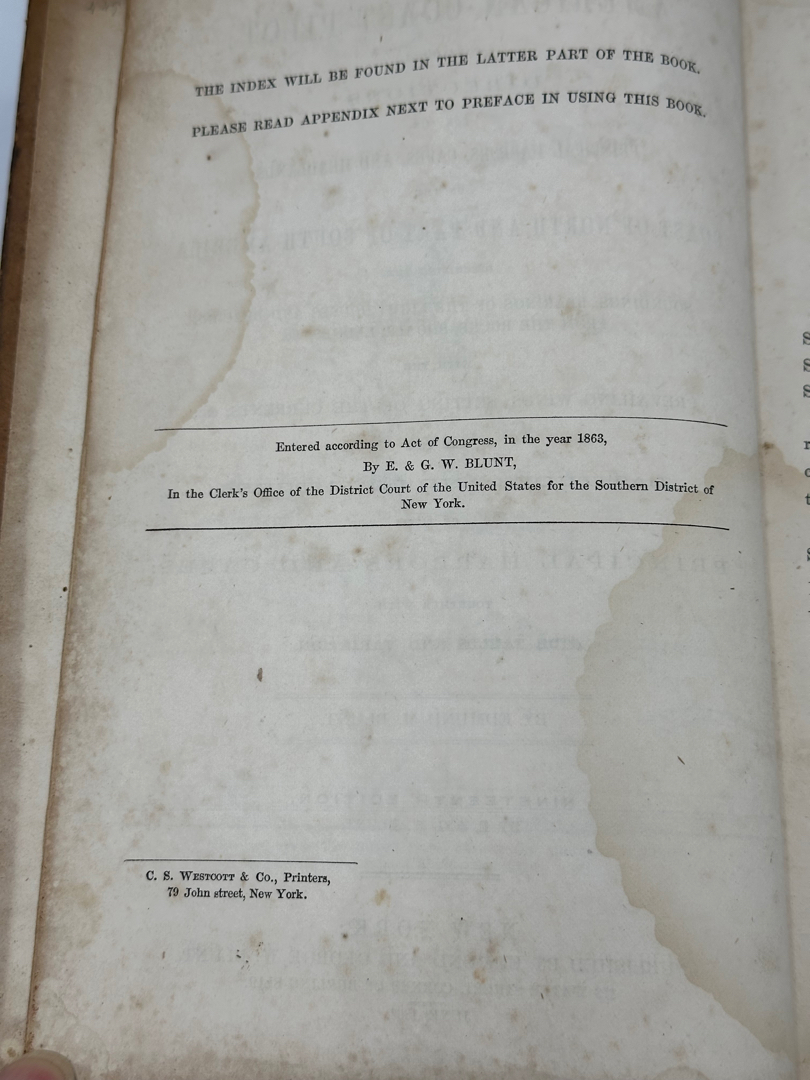 THE INDEX WILL BE FOUND IN THE LATTER PART OF THE BOOK.
PLEASE READ APPENDIX NEXT TO PREFACE IN USING THIS BOOK.
Entered according to Act of Congress, in the year 1863,
By E. & G. W. BLUNT,
In the Clerk's Office of the District Court of the United States for the Southern District of
New York.
C. S. WESTCOTT & Co., Printers,
79 John street, New York.